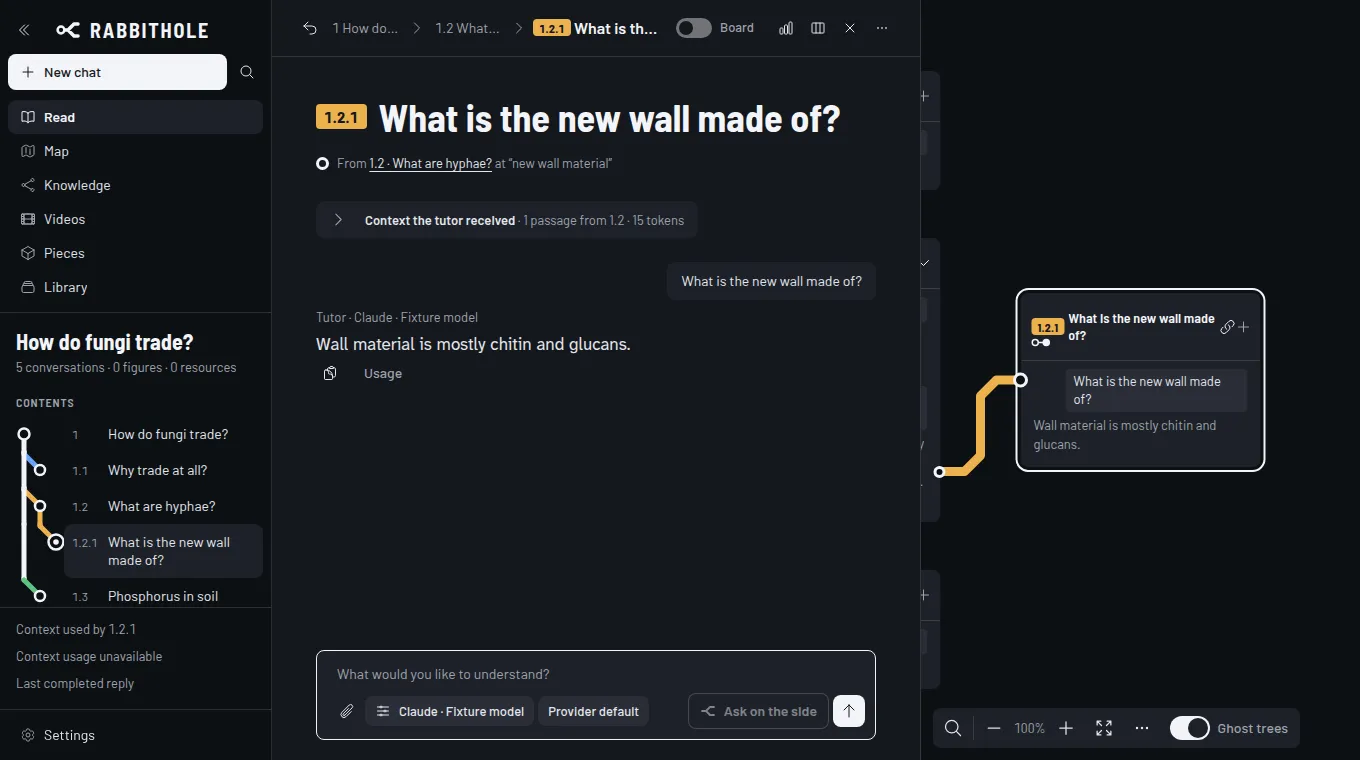 RABBITHOLE
New chat
Read
Map
Knowledge
Videos
Pieces
Library
How do fungi trade?
5 conversations · 0 figures · 0 resources
CONTENTS
1 How do fungi trade?
1.1 Why trade at all?
1.2 What are hyphae?
1.2.1 What is the new wall
made of?
1.3 Phosphorus in soil
Context used by 1.2.1
Context usage unavailable
Last completed reply
Settings
1 How do... 1.2 What... 1.2.1 What is th... Board
1.2.1 What is the new wall made of?
From 1.2 · What are hyphae? at “new wall material”
Context the tutor received · 1 passage from 1.2 · 15 tokens
What is the new wall made of?
Tutor · Claude · Fixture model
Wall material is mostly chitin and glucans.
Usage
What would you like to understand?
Claude · Fixture model Provider default Ask on the side
1.2.1 What is the new wall made
of?
What is the new wall made
of?
Wall material is mostly chitin and
glucans.
100% Ghost trees